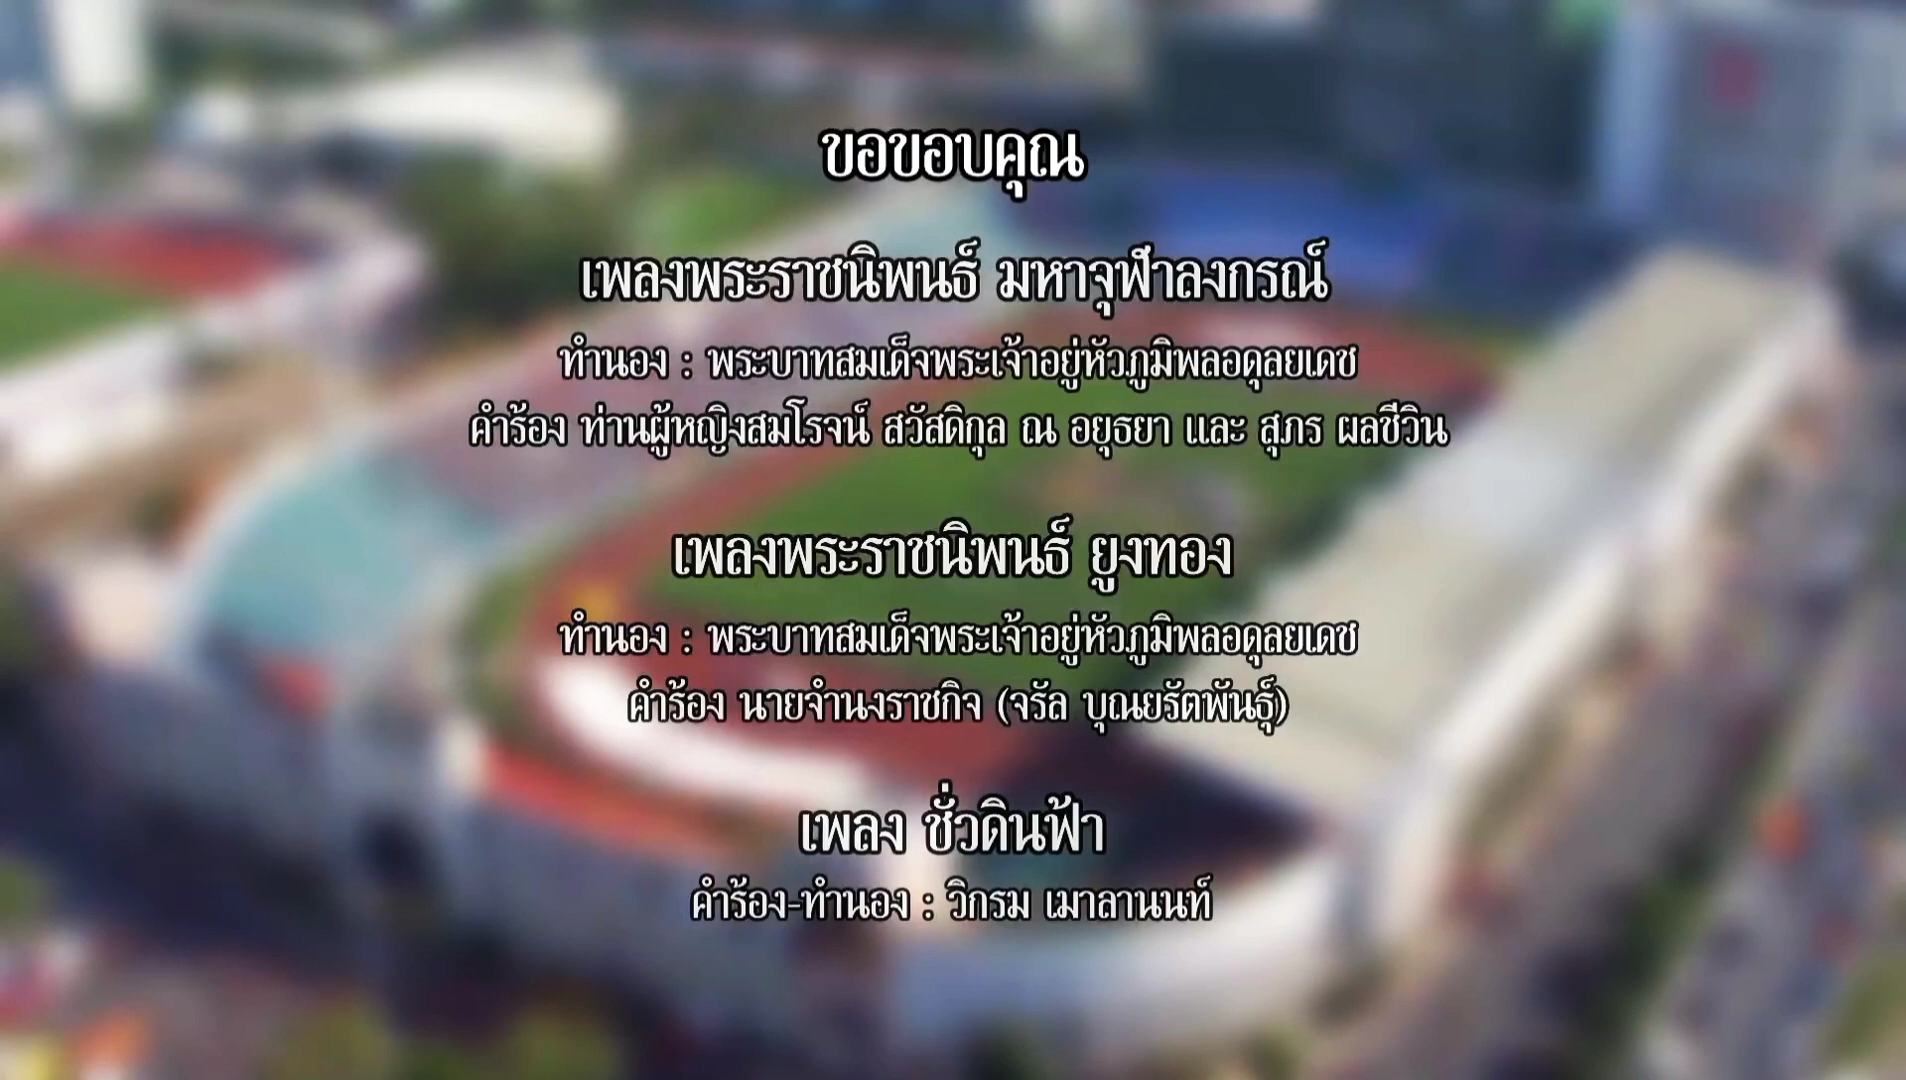 ขอขอบคุณ
เพลงพระราชนิพนธ์ มหาจุฬาลงกรณ์
ทำนอง : พระบาทสมเด็จพระเจ้าอยู่หัวภูมิพลอดุลยเดช
คำร้อง ท่านผู้หญิงสมโรจน์ สวัสดิกุล ณ อยุธยา และ สุภร ผลชีวิน
เพลงพระราชนิพนธ์ ยูงทอง
ทำนอง : พระบาทสมเด็จพระเจ้าอยู่หัวภูมิพลอดุลยเดช
คำร้อง นายจำนงราชกิจ (จรัล บุณยรัตพันธุ์)
เพลง ชั่วดินฟ้า
คำร้อง-ทำนอง : วิกรม เมาลานนท์